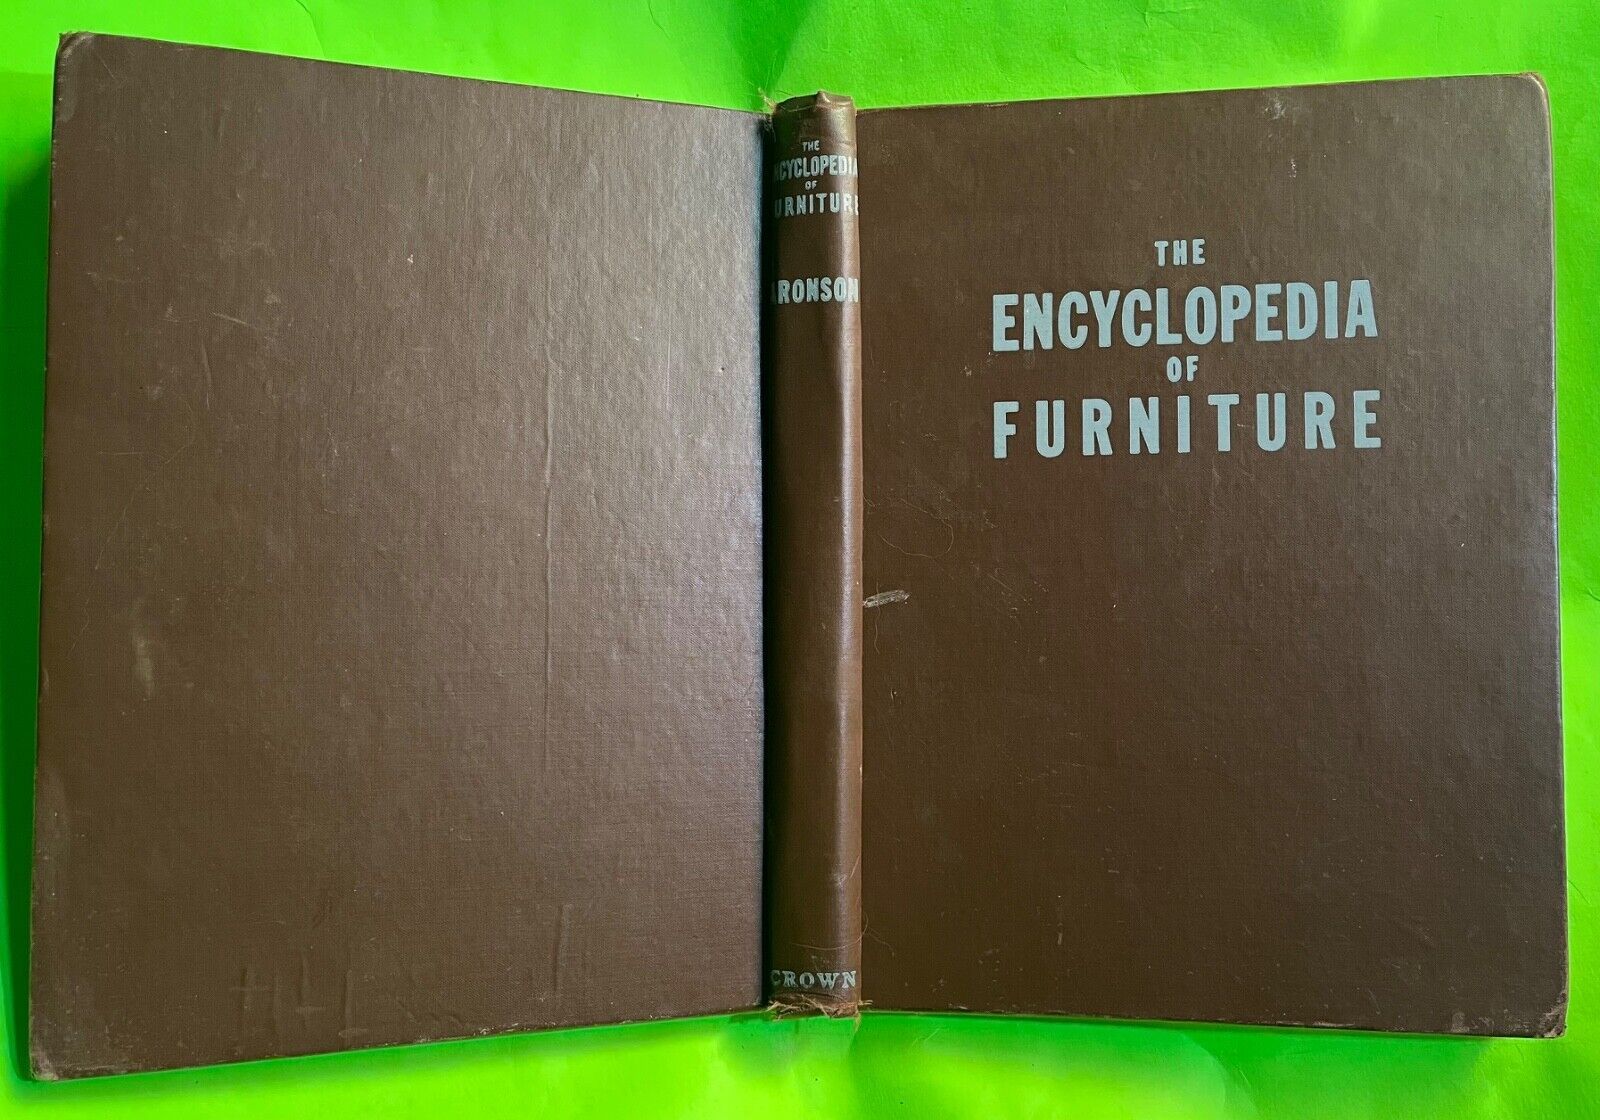 THE
ENCYCLOPEDIA
OF
FURNITURE
ARONSON
CROWN
THE
ENCYCLOPEDIA
OF
FURNITURE